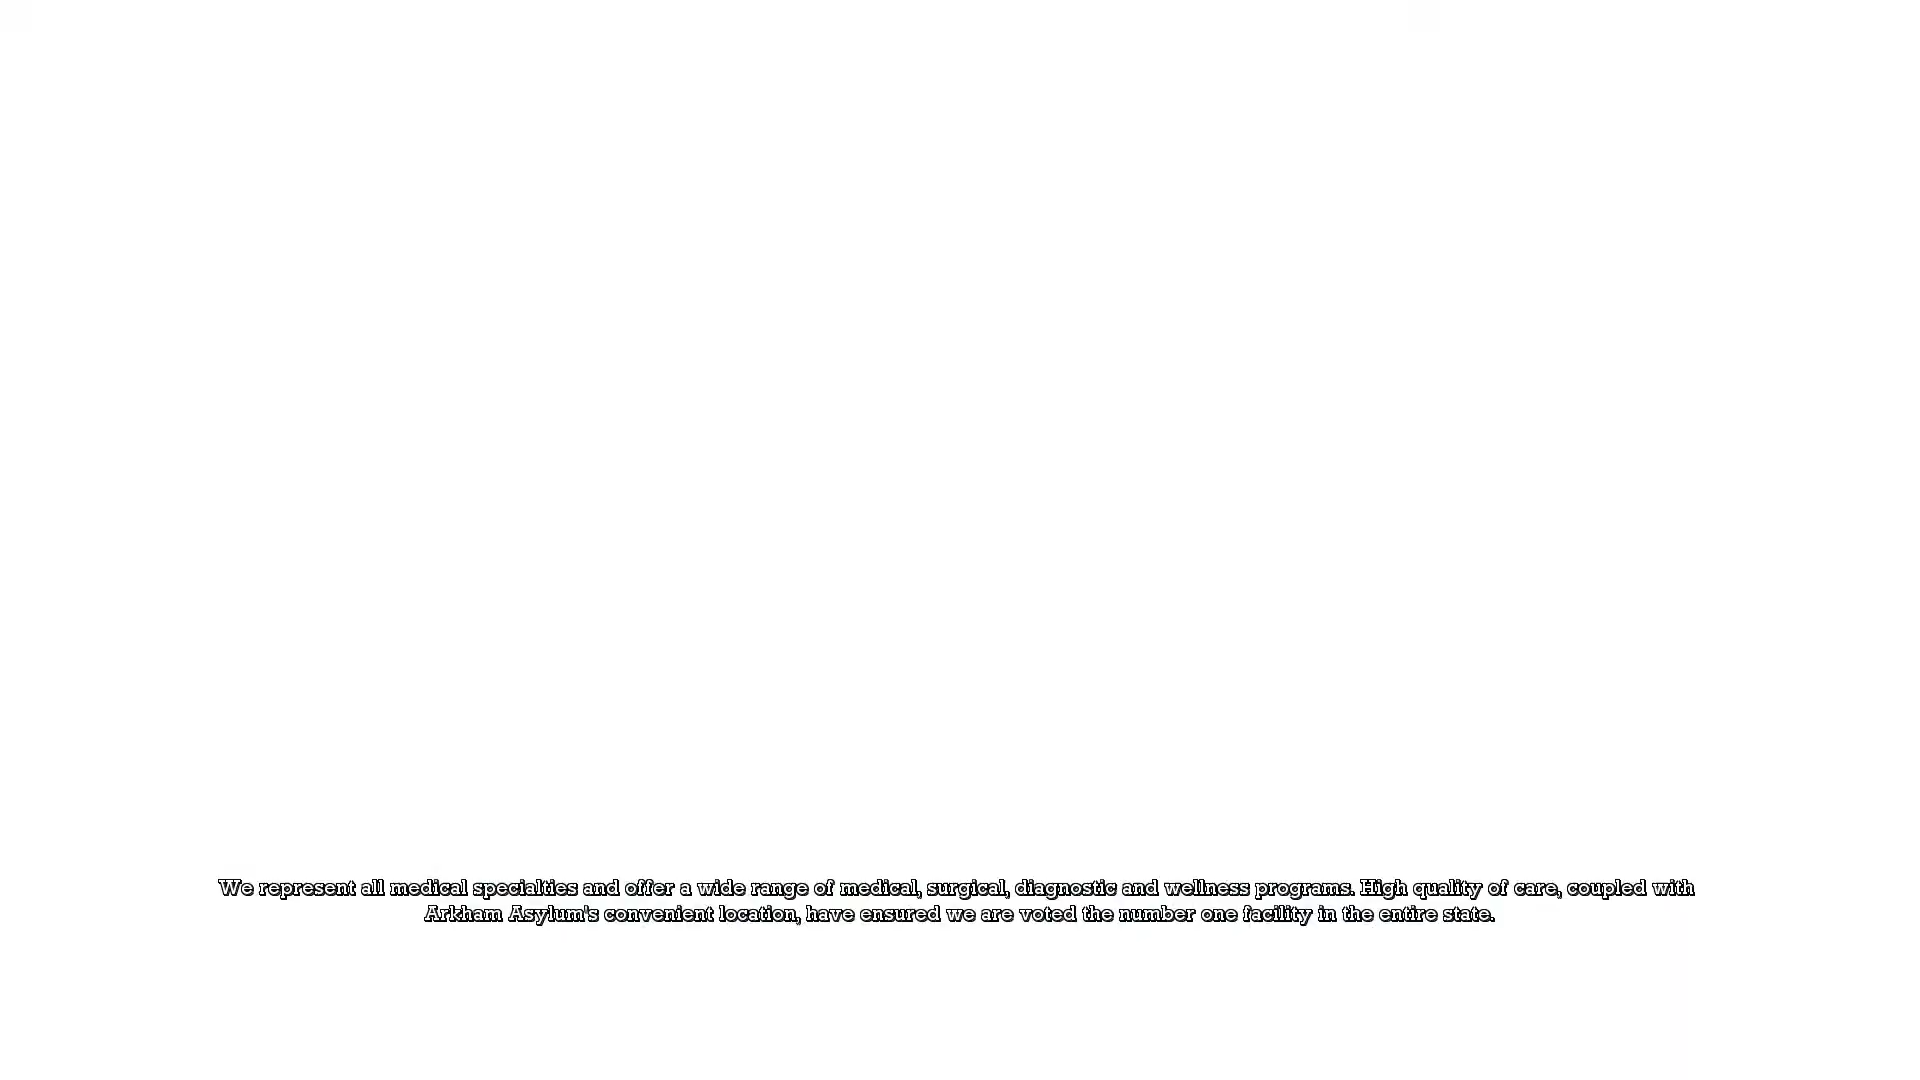 We represent all medical specialties and offer a wide range of medical, surgical, diagnostic and wellness programs. High quality of care, coupled with
Arkham Asylum's convenient location, have ensured we are voted the number one facility in the entire state.